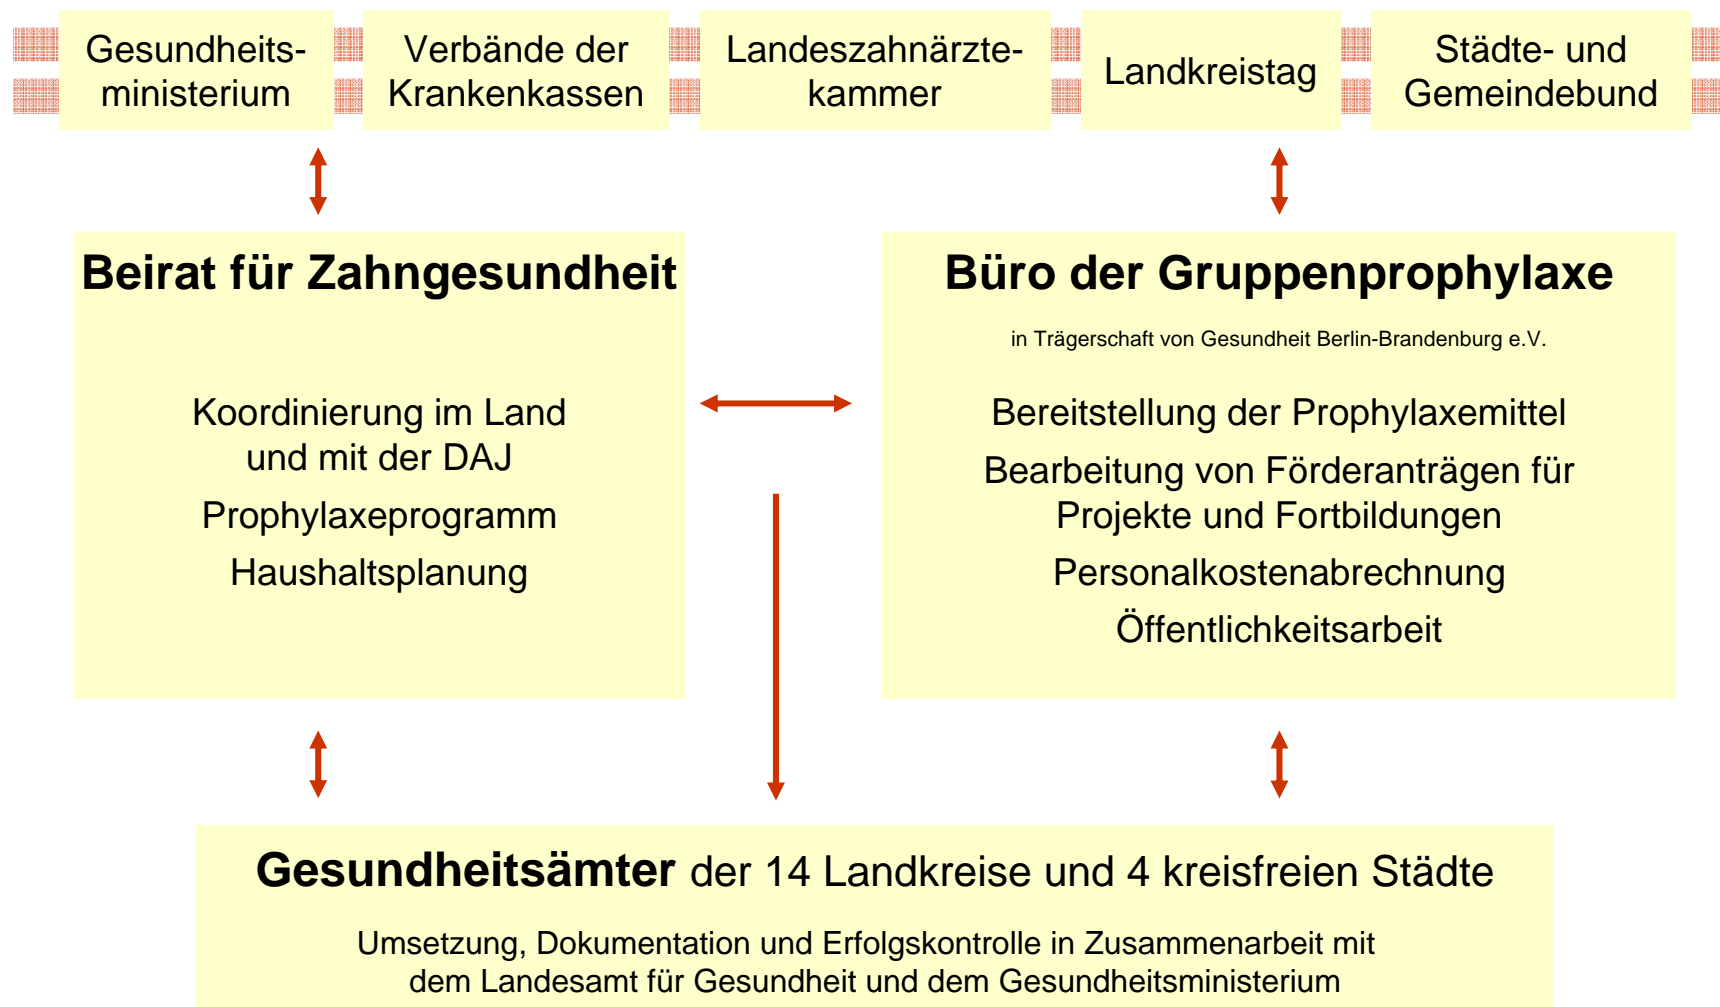 Gesundheits-
ministerium
Verbände der
Krankenkassen
Landeszahnärzte-
kammer
Landkreistag
Städte- und
Gemeindebund
Beirat für Zahngesundheit
Koordinierung im Land
und mit der DAJ
Prophylaxeprogramm
Haushaltsplanung
Büro der Gruppenprophylaxe
in Trägerschaft von Gesundheit Berlin-Brandenburg e.V.
Bereitstellung der Prophylaxemittel
Bearbeitung von Förderanträgen für
Projekte und Fortbildungen
Personalkostenabrechnung
Öffentlichkeitsarbeit
Gesundheitsämter der 14 Landkreise und 4 kreisfreien Städte
Umsetzung, Dokumentation und Erfolgskontrolle in Zusammenarbeit mit
dem Landesamt für Gesundheit und dem Gesundheitsministerium